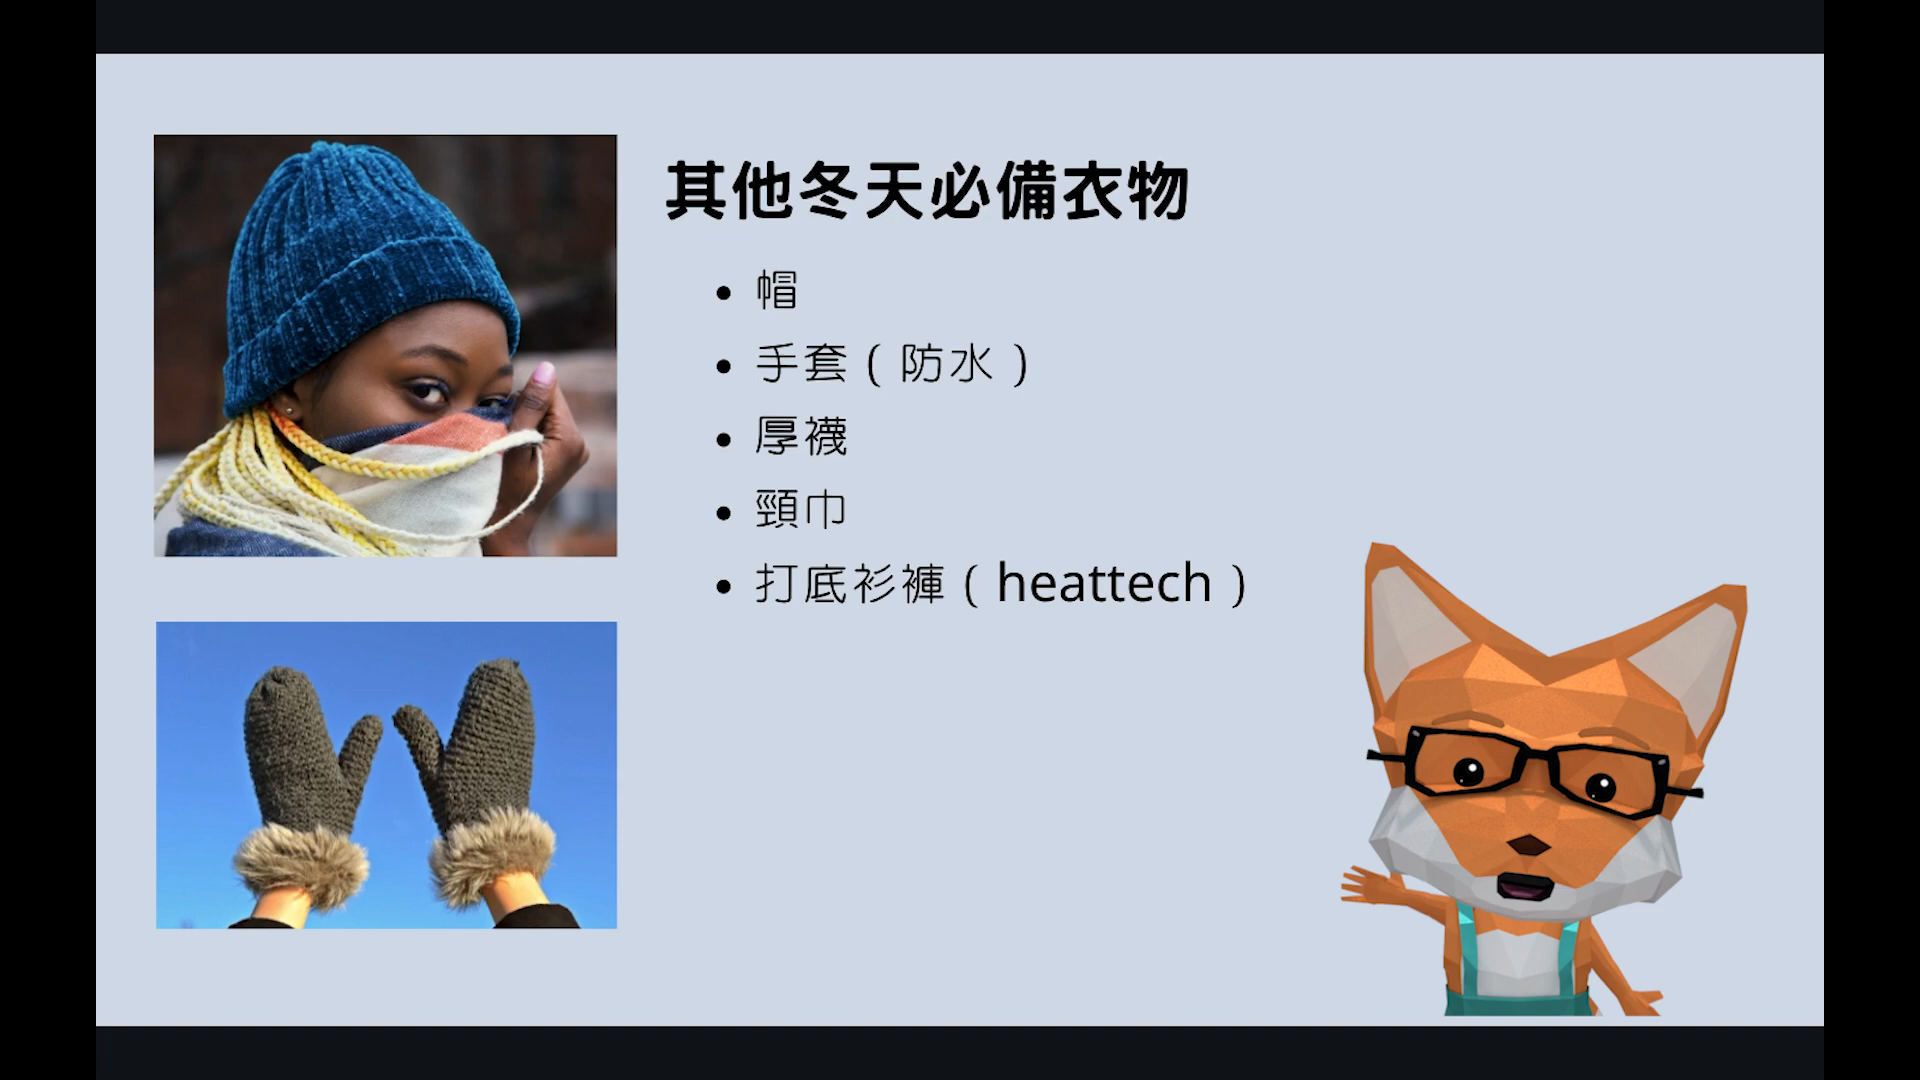 其他冬天必備衣物
• 帽
• 手套（防水）
• 厚襪
• 頸巾
• 打底衫褲（heattech）